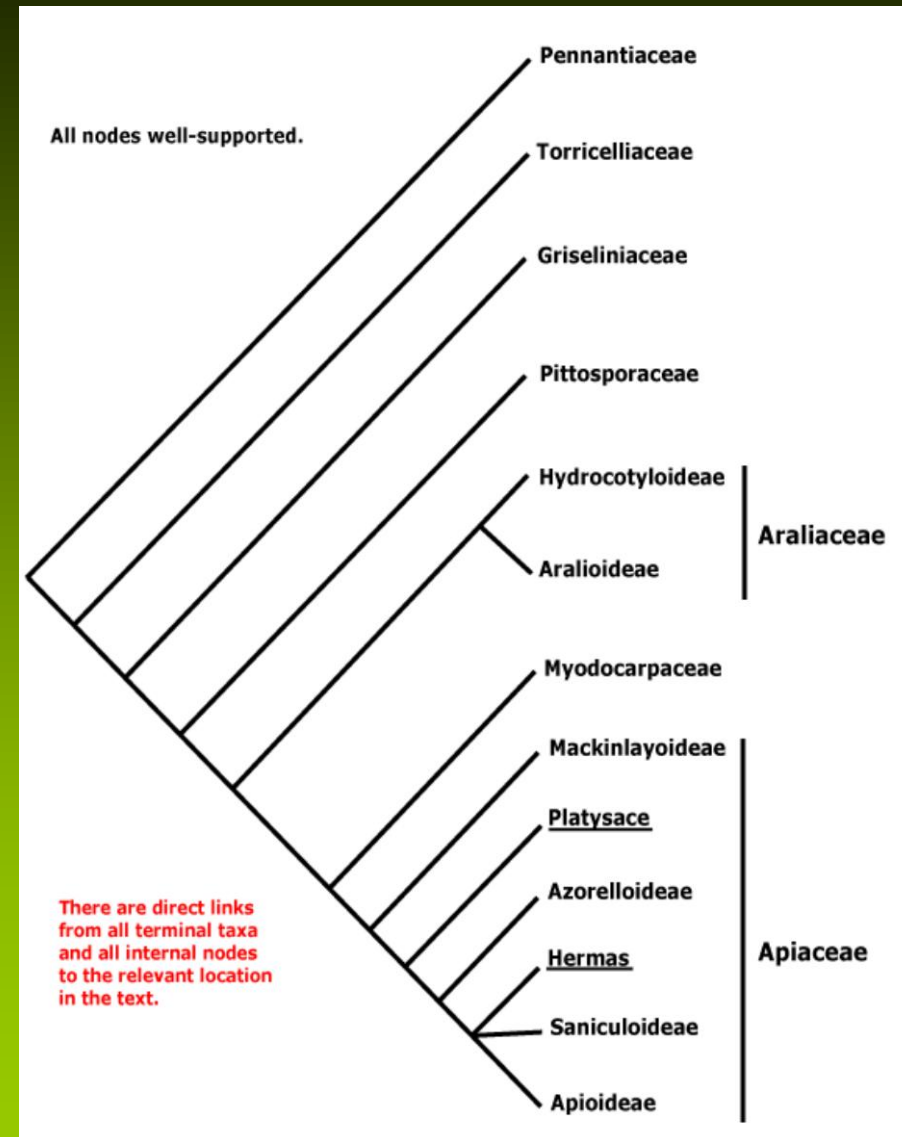 Pennantiaceae
All nodes well-supported.
Torricelliaceae
Griseliniaceae
Pittosporaceae
Hydrocotyloideae
Araliaceae
Aralioideae
Myodocarpaceae
Mackinlayoideae
Platysace
Azorelloideae
Hermas
Apiaceae
Saniculoideae
Apioideae
There are direct links
from all terminal taxa
and all internal nodes
to the relevant location
in the text.